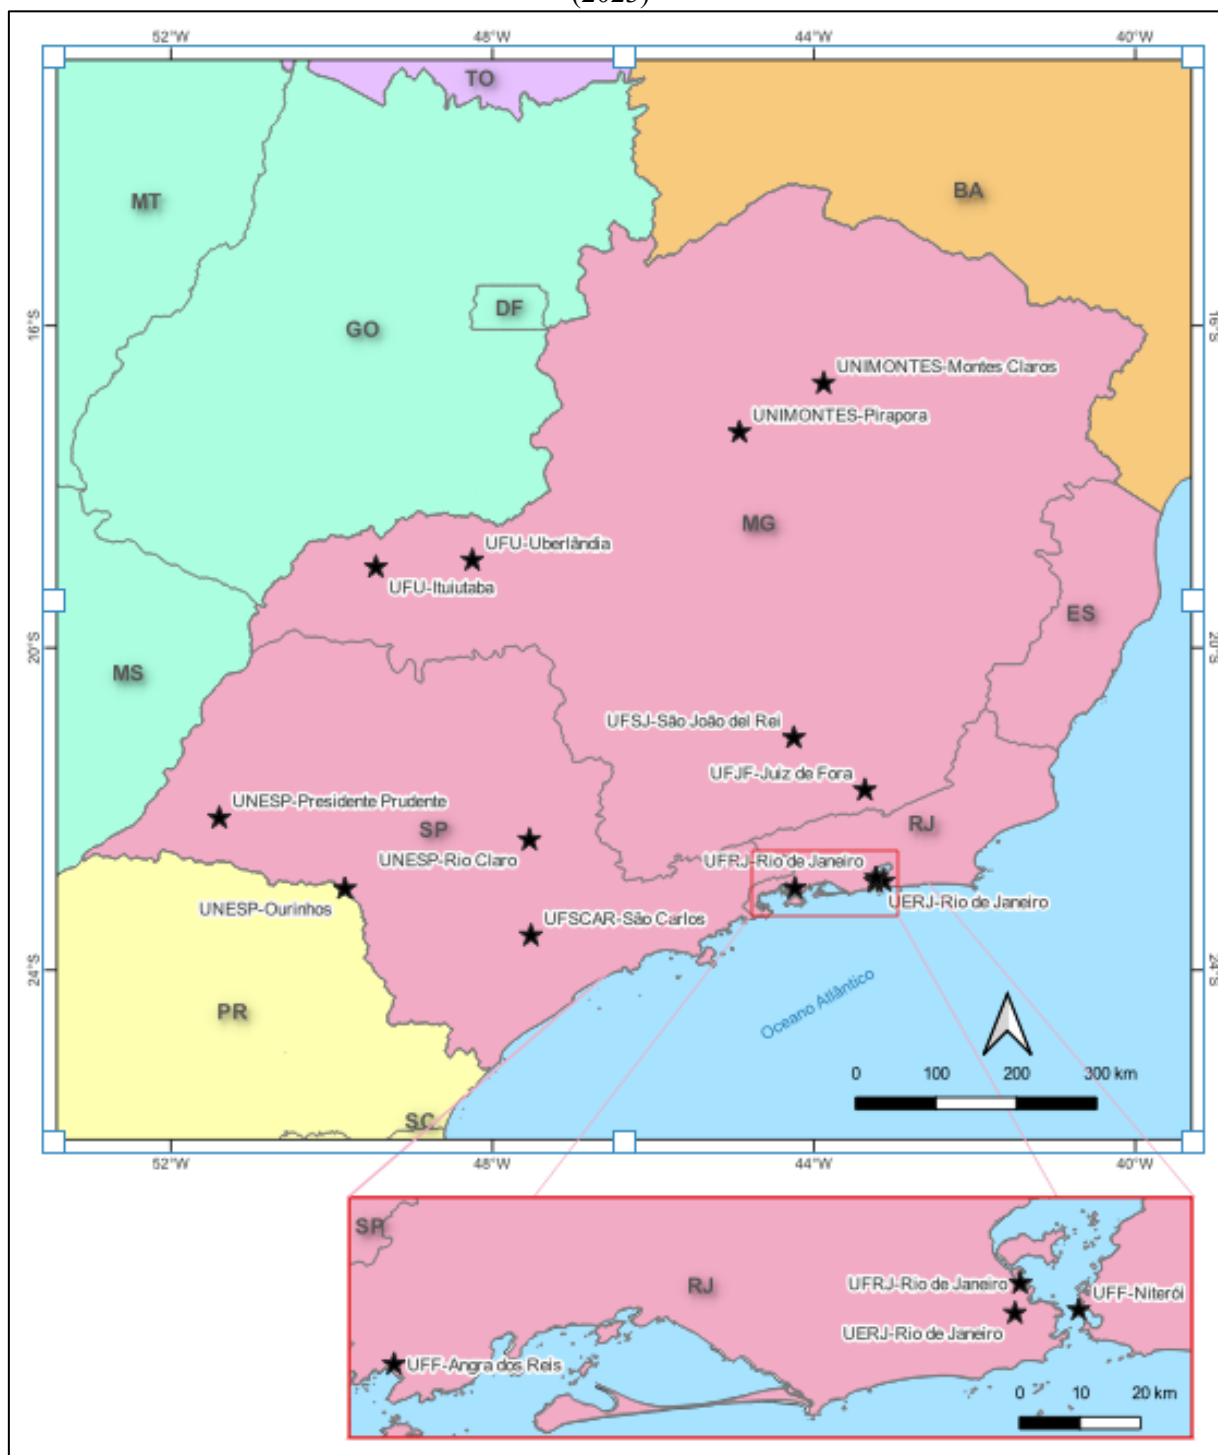 (2023)
52°W 48°W 44°W 40°W
TO
MT
BA
DF
GO
16°S 16°S
UNIMONTES-Montes Claros
UNIMONTES-Pirapora
MG
UFU-Uberlândia
UFU-Ituiutaba
ES
20°S 20°S
MS
UFSJ-São João del Rei
UFJF-Juiz de Fora
UNESP-Presidente Prudente
SP
RJ
UNESP-Rio Claro
UFRJ-Rio de Janeiro
UNESP-Ourinhos
UERJ-Rio de Janeiro
UFSCAR-São Carlos
24°S 24°S
Oceano Atlântico
PR
0 100 200 300 km
SC
52°W 48°W 44°W 40°W
SP
RJ
UFRJ-Rio de Janeiro
UFF-Niterói
UERJ-Rio de Janeiro
UFF-Angra dos Reis
0 10 20 km